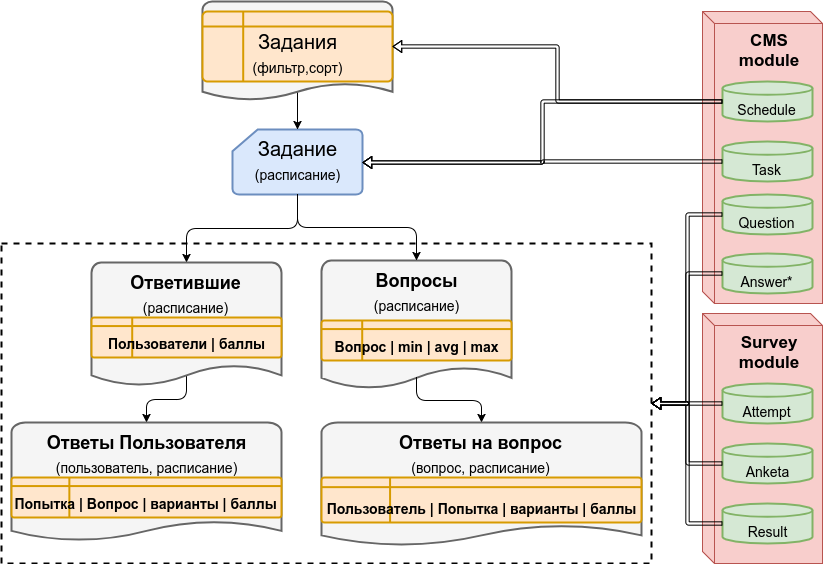 Задания
(фильтр,сорт)
Задание
(расписание)
Ответившие
(расписание)
Пользователи | баллы
Вопросы
(расписание)
Вопрос | min | avg | max
Ответы Пользователя
(пользователь, расписание)
Попытка | Вопрос | варианты | баллы
Ответы на вопрос
(вопрос, расписание)
Пользователь | Попытка | варианты | баллы
CMS
module
Schedule
Task
Question
Answer*
Survey
module
Attempt
Anketa
Result